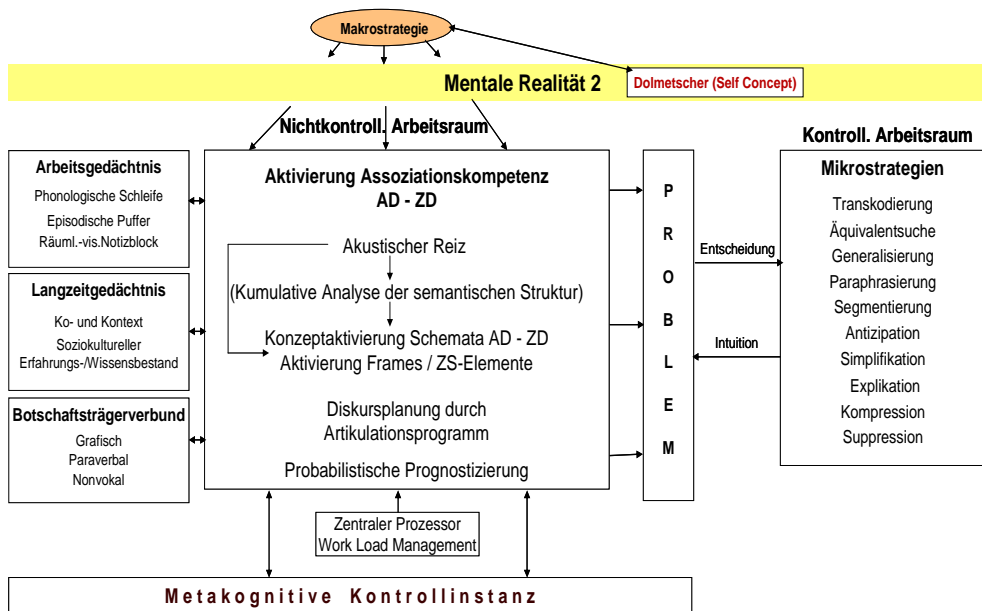 Makrostrategie
Mentale Realität 2
Dolmetscher (Self Concept)
Nichtkontroll. Arbeitsraum
Kontroll. Arbeitsraum
Arbeitsgedächtnis
Phonologische Schleife
Episodische Puffer
Räuml.-vis.Notizblock
Langzeitgedächtnis
Ko- und Kontext
Soziokultureller
Erfahrungs-/Wissensbestand
Botschaftsträgerverbund
Grafisch
Paraverbal
Nonvokal
Aktivierung Assoziationskompetenz
AD - ZD
Akustischer Reiz
(Kumulative Analyse der semantischen Struktur)
Konzeptaktivierung Schemata AD - ZD
Aktivierung Frames / ZS-Elemente
Diskursplanung durch
Artikulationsprogramm
Probabilistische Prognostizierung
P
R
O
B
L
E
M
Entscheidung
Intuition
Mikrostrategien
Transkodierung
Äquivalentsuche
Generalisierung
Paraphrasierung
Segmentierung
Antizipation
Simplifikation
Explikation
Kompression
Suppression
Zentraler Prozessor
Work Load Management
Metakognitive Kontrollinstanz